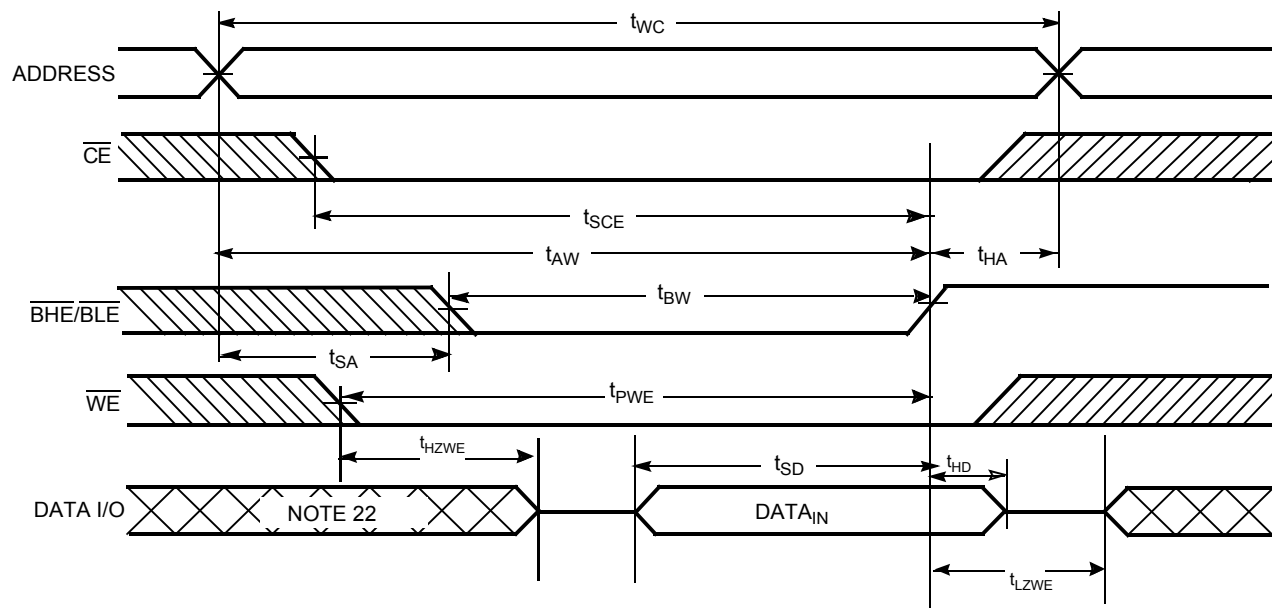 tWC
ADDRESS
CE
tSCE
tAW
tHA
BHE/BLE
tBW
tSA
WE
tPWE
tHZWE
tSD
tHD
DATA I/O
NOTE 22
DATAIN
tLZWE